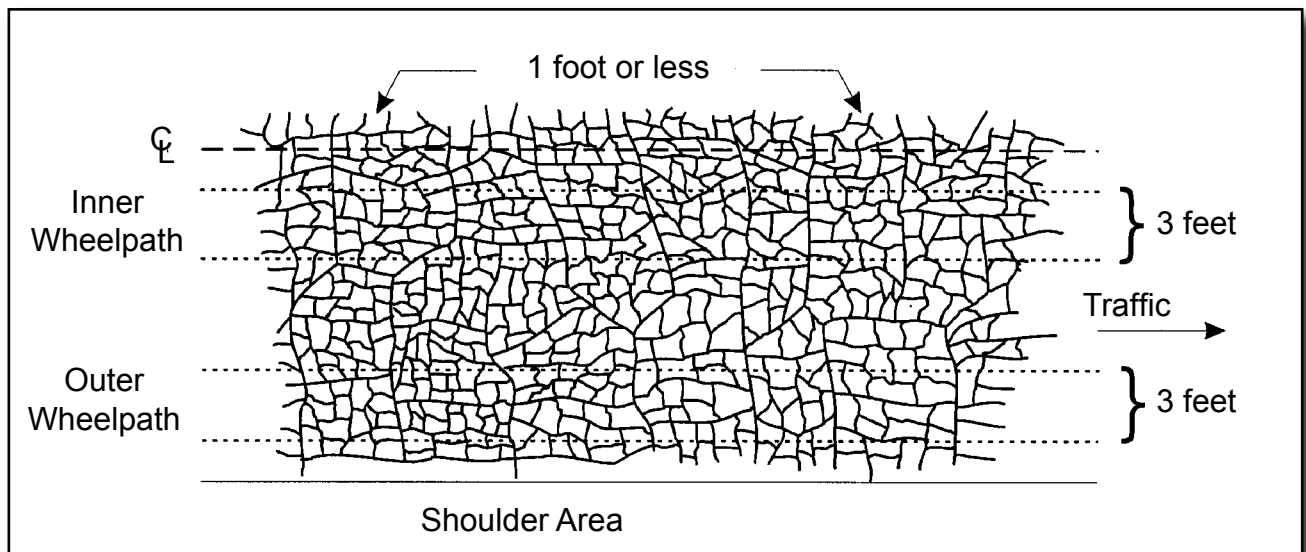 1 foot or less
℄
Inner
Wheelpath
3 feet
Traffic
Outer
Wheelpath
3 feet
Shoulder Area